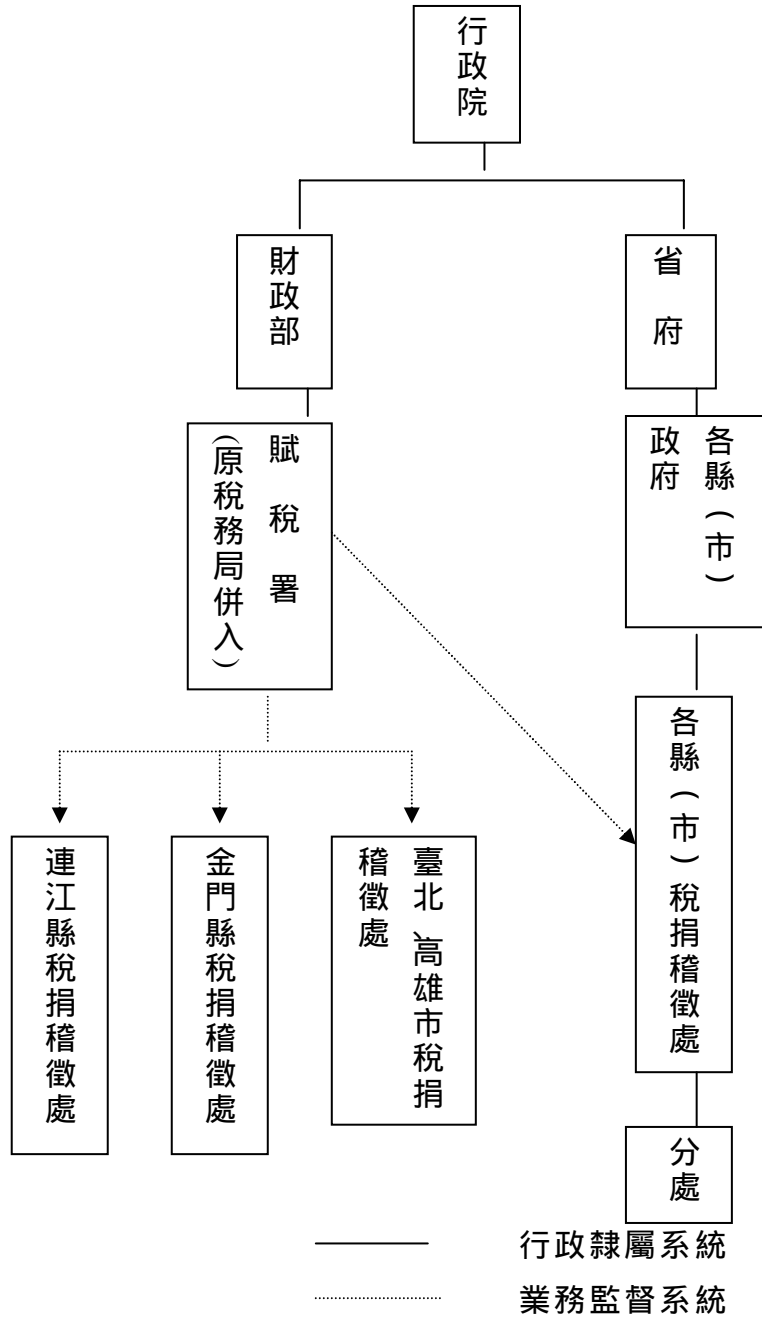 行政院
財政部
省府
賦稅署
(原稅務局併入)
各縣(市)
政府
各縣(市)稅捐稽徵處
連江縣稅捐稽徵處
金門縣稅捐稽徵處
臺北、高雄市稅捐
稽徵處
分處
行政隸屬系統
業務監督系統